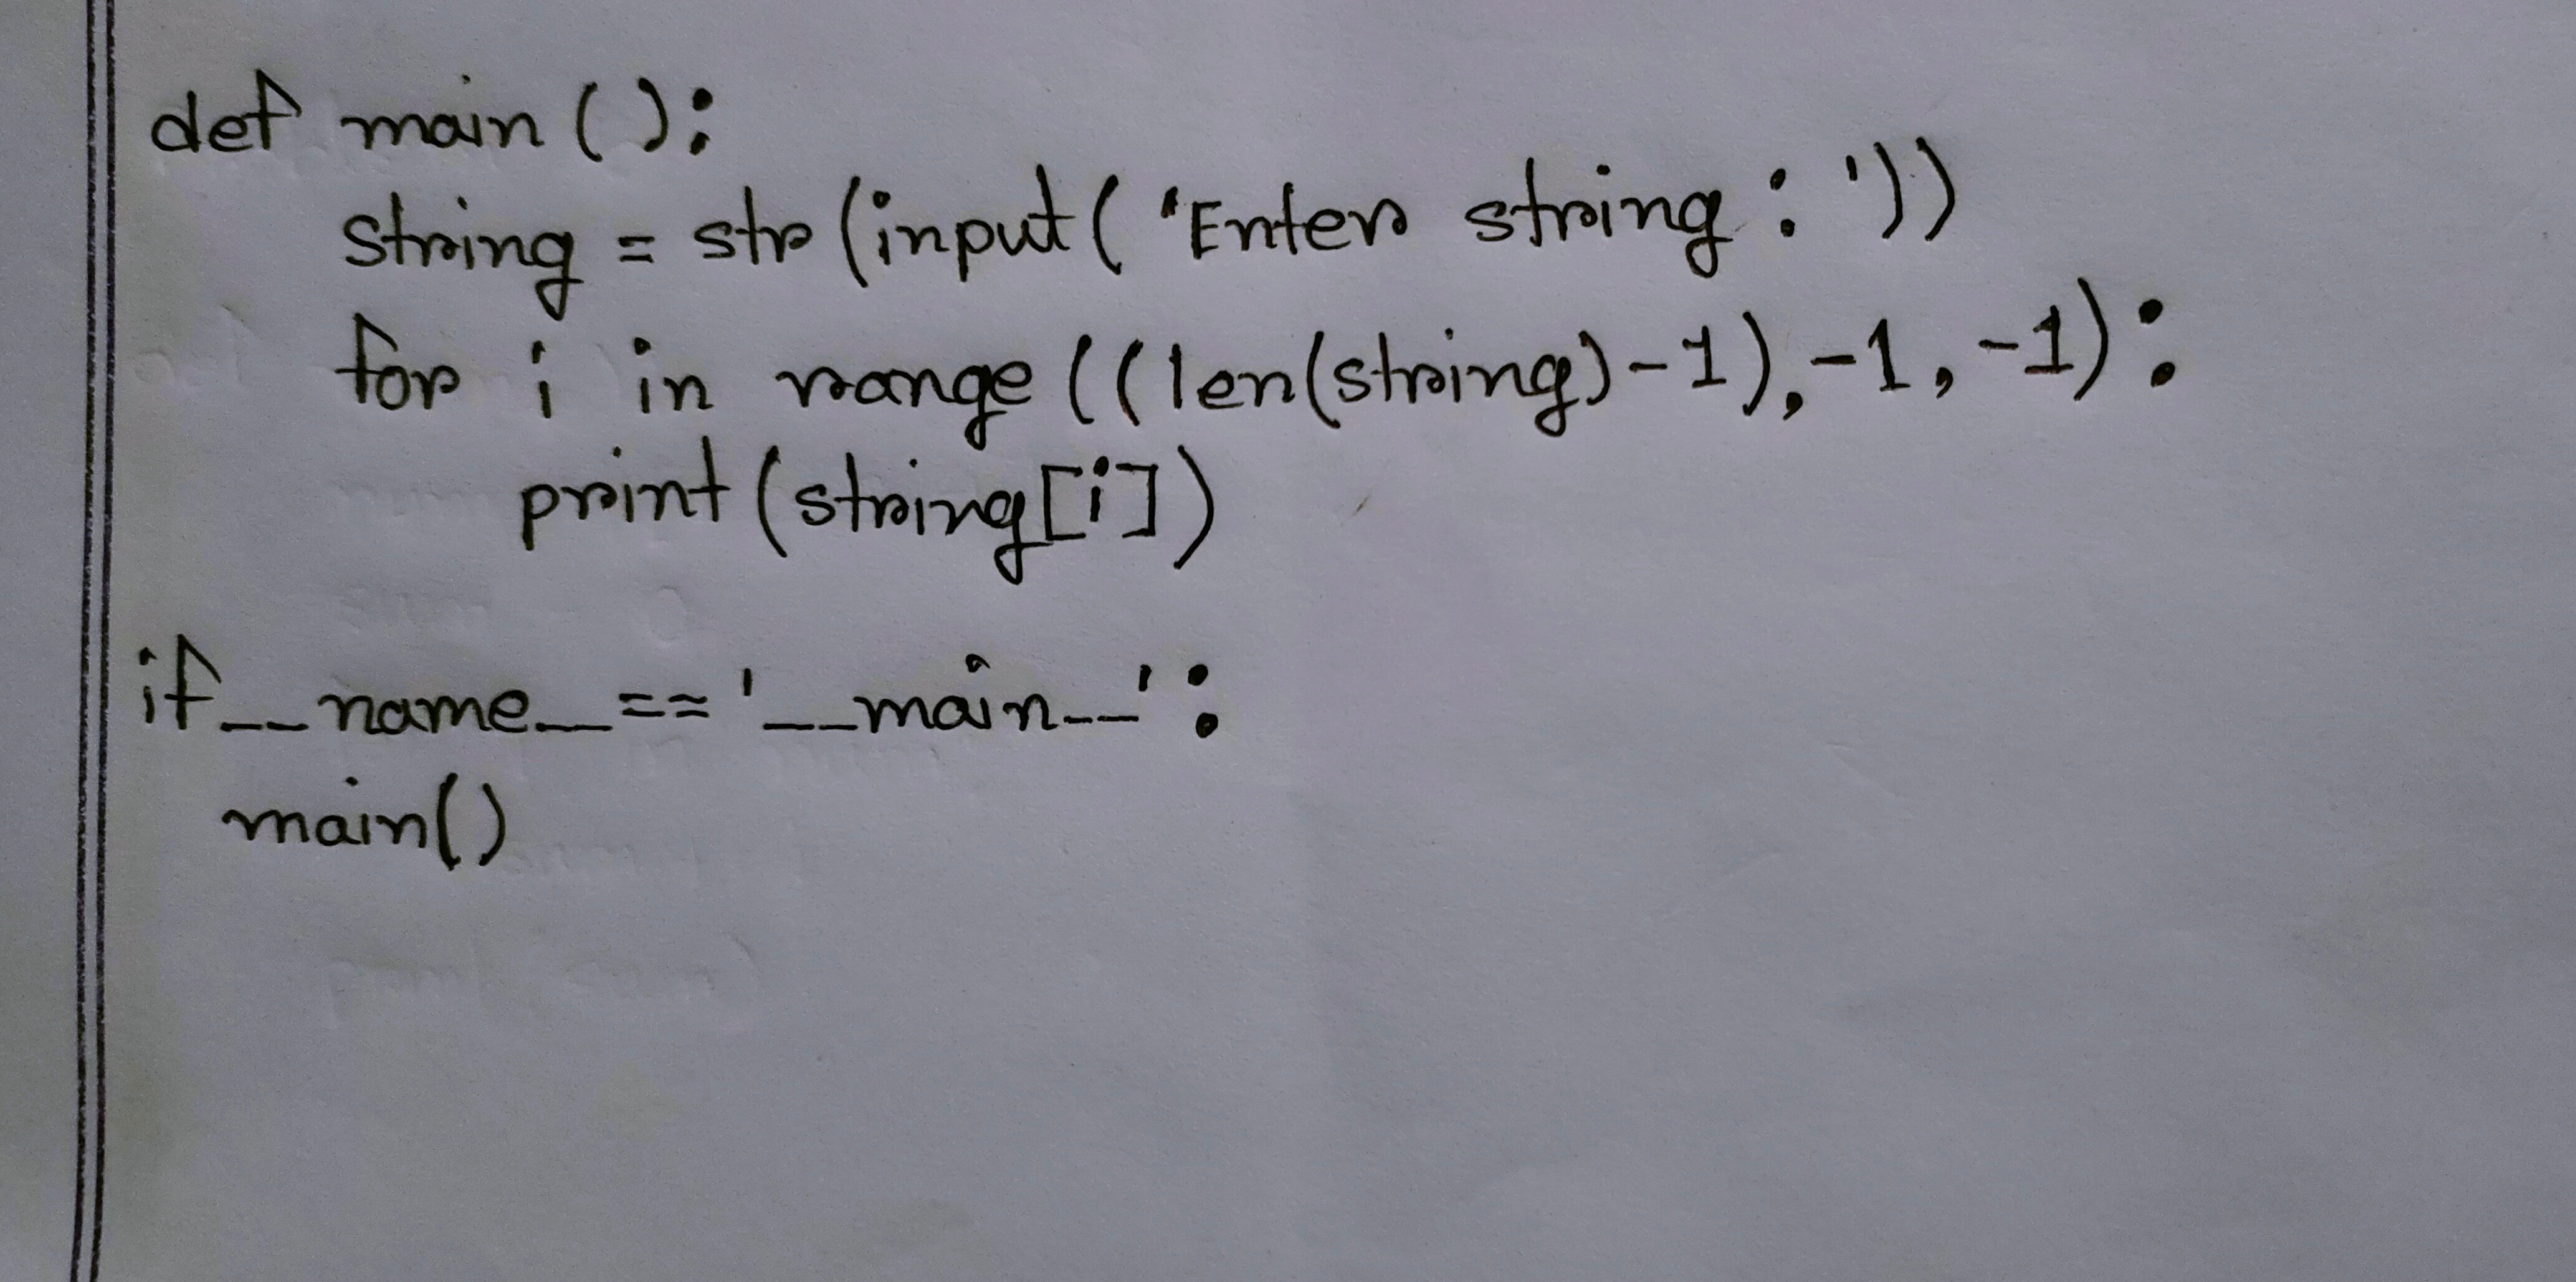 def main():
string = str(input('Enter string: '))
for i in range((len(string)-1),-1,-1):
print(string[i])
if __name__=='__main__':
main()